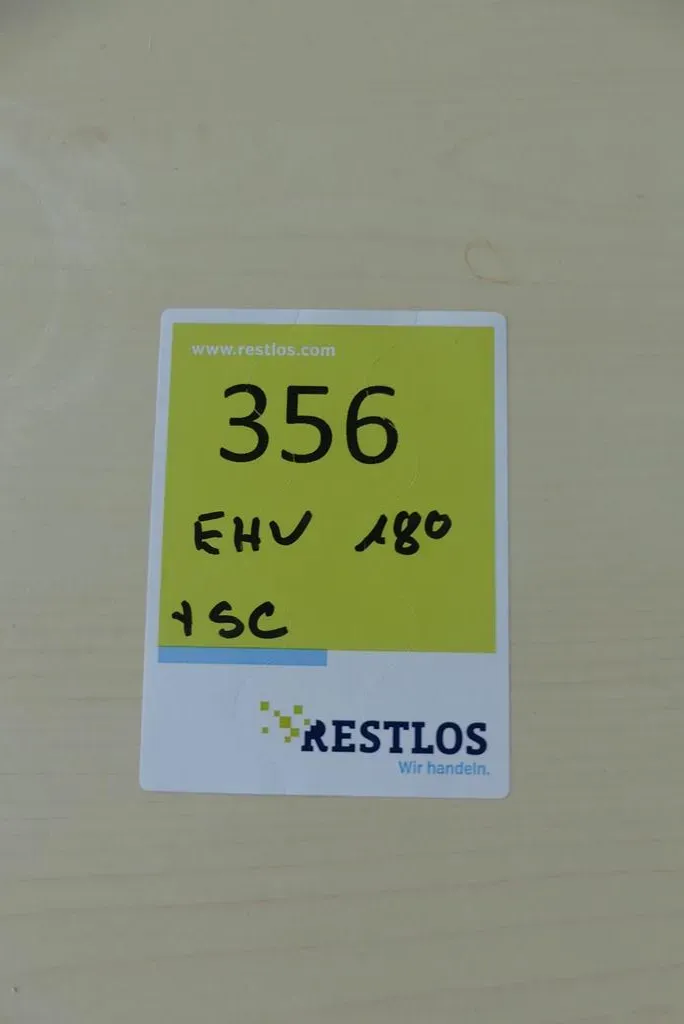 www.restlos.com
356
EHV 180
+SC
RESTLOS
Wir handeln.